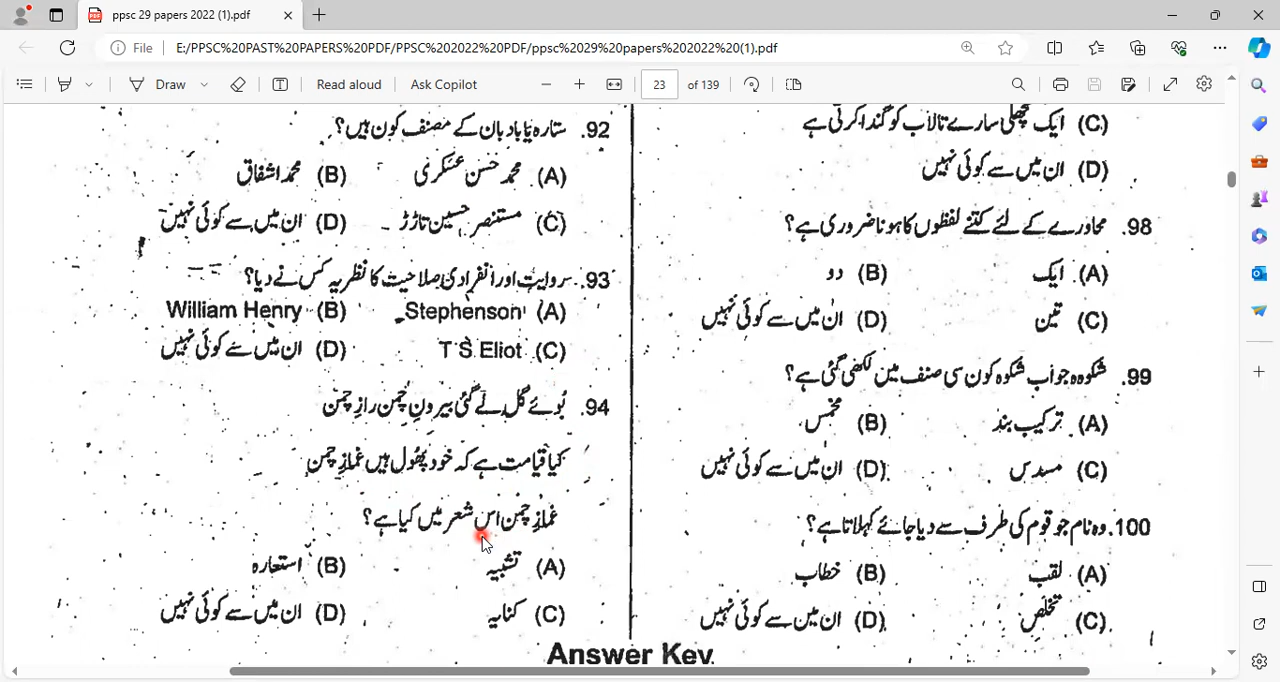 ppsc 29 papers 2022 (1).pdf
File E:/PPSC%20PAST%20PAPERS%20PDF/PPSC%202022%20PDF/ppsc%2029%20papers%202022%20(1).pdf
Draw Read aloud Ask Copilot 23 of 139
(C) ایک مچھلی سارے تالاب کو گندا کرتی ہے
(D) ان میں سے کوئی نہیں
98. محاورے کے لئے کتنے لفظوں کا ہونا ضروری ہے؟
(A) ایک (B) دو
(C) تین (D) ان میں سے کوئی نہیں
99. شکوہ جواب شکوہ کون سی صنف میں لکھی گئی ہے؟
(A) ترکیب بند (B) مخمس
(C) مسدس (D) ان میں سے کوئی نہیں
100. وہ نام جو قوم کی طرف سے دیا جائے کہلاتا ہے؟
(A) لقب (B) خطاب
(C) تخلص (D) ان میں سے کوئی نہیں
92. ستارہ یا بادبان کے مصنف کون ہیں؟
(A) محمد حسن عسکری (B) محمد اشفاق
(C) مستنصر حسین تارڑ (D) ان میں سے کوئی نہیں
93. روایت اور انفرادی صلاحیت کا نظریہ کس نے دیا؟
(A) Stephenson (B) William Henry
(C) T S Eliot (D) ان میں سے کوئی نہیں
94. بُوئے گل لے گئی بیرونِ چمن رازِ چمن
کیا قیامت ہے کہ خود پھول ہیں غمازِ چمن
غمازِ چمن اس شعر میں کیا ہے؟
(A) تشبیہ (B) استعارہ
(C) کنایہ (D) ان میں سے کوئی نہیں
Answer Key